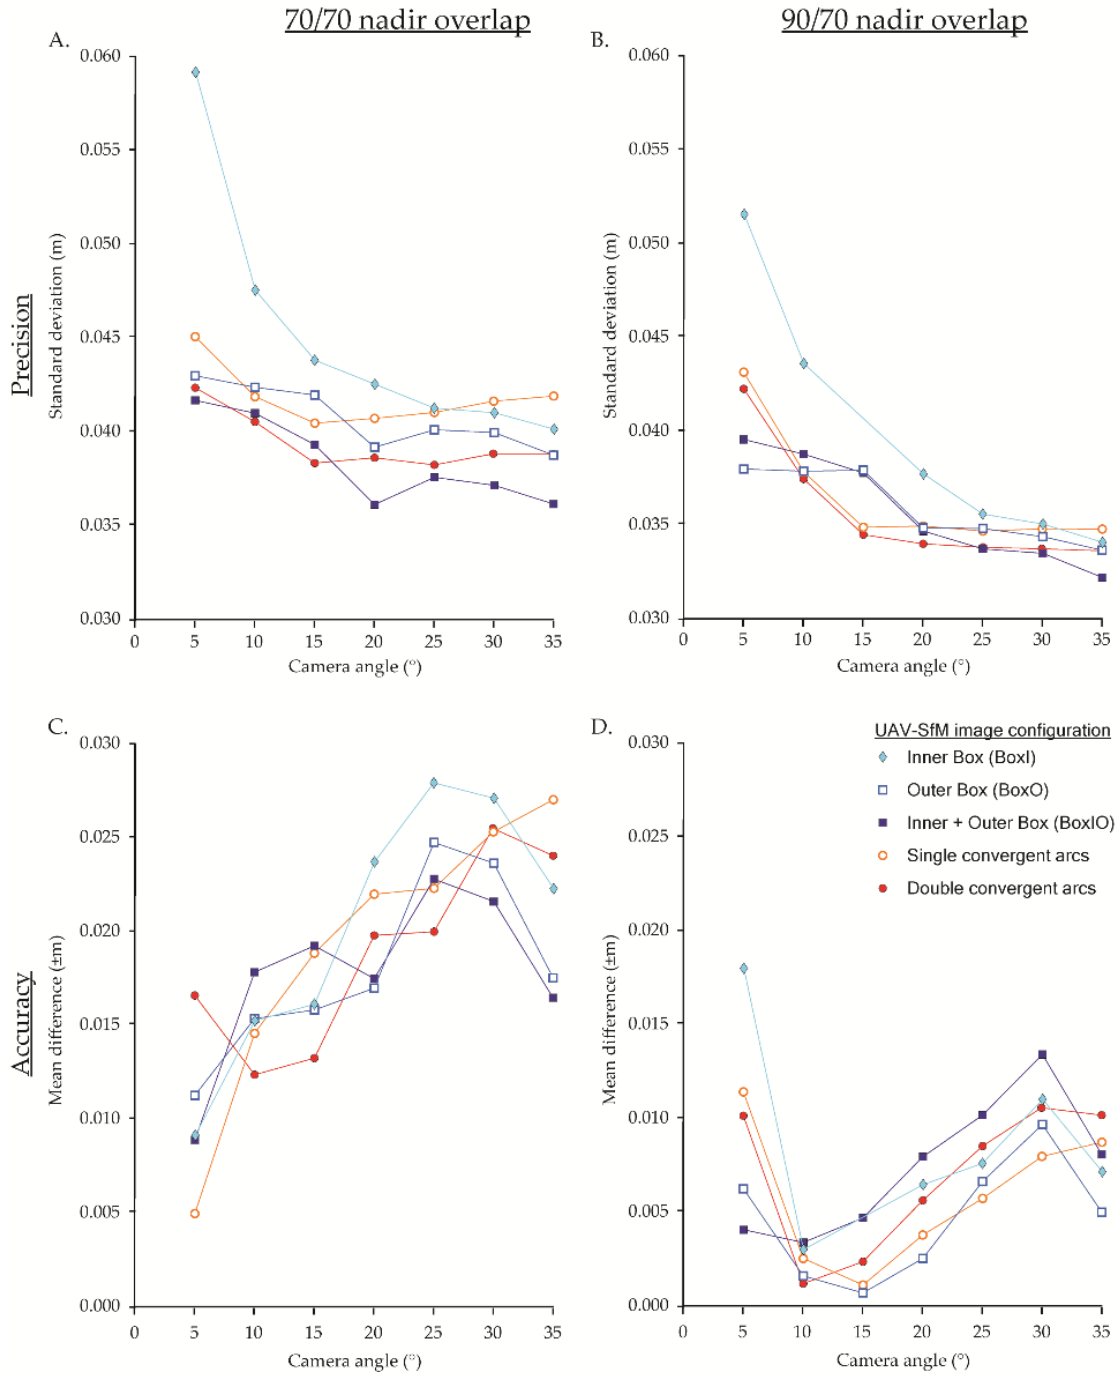 70/70 nadir overlap
90/70 nadir overlap
Precision
A.
Standard deviation (m)
0.060
0.055
0.050
0.045
0.040
0.035
0.030
0 5 10 15 20 25 30 35
Camera angle (°)
B.
Standard deviation (m)
0.060
0.055
0.050
0.045
0.040
0.035
0.030
0 5 10 15 20 25 30 35
Camera angle (°)
Accuracy
C.
Mean difference (±m)
0.030
0.025
0.020
0.015
0.010
0.005
0.000
0 5 10 15 20 25 30 35
Camera angle (°)
D.
Mean difference (±m)
0.030
0.025
0.020
0.015
0.010
0.005
0.000
0 5 10 15 20 25 30 35
Camera angle (°)
UAV-SfM image configuration
Inner Box (BoxI)
Outer Box (BoxO)
Inner + Outer Box (BoxIO)
Single convergent arcs
Double convergent arcs